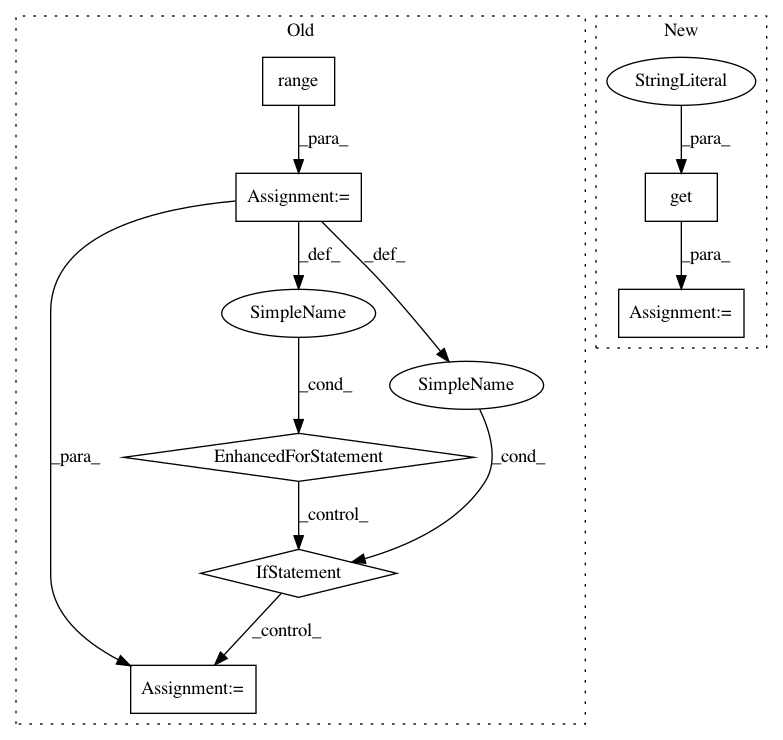 Old
New
range
StringLiteral
_para_
_para_
Assignment:=
get
_def_
_def_
_para_
SimpleName
Assignment:=
SimpleName
_cond_
_para_
EnhancedForStatement
_cond_
_control_
IfStatement
_control_
Assignment:=